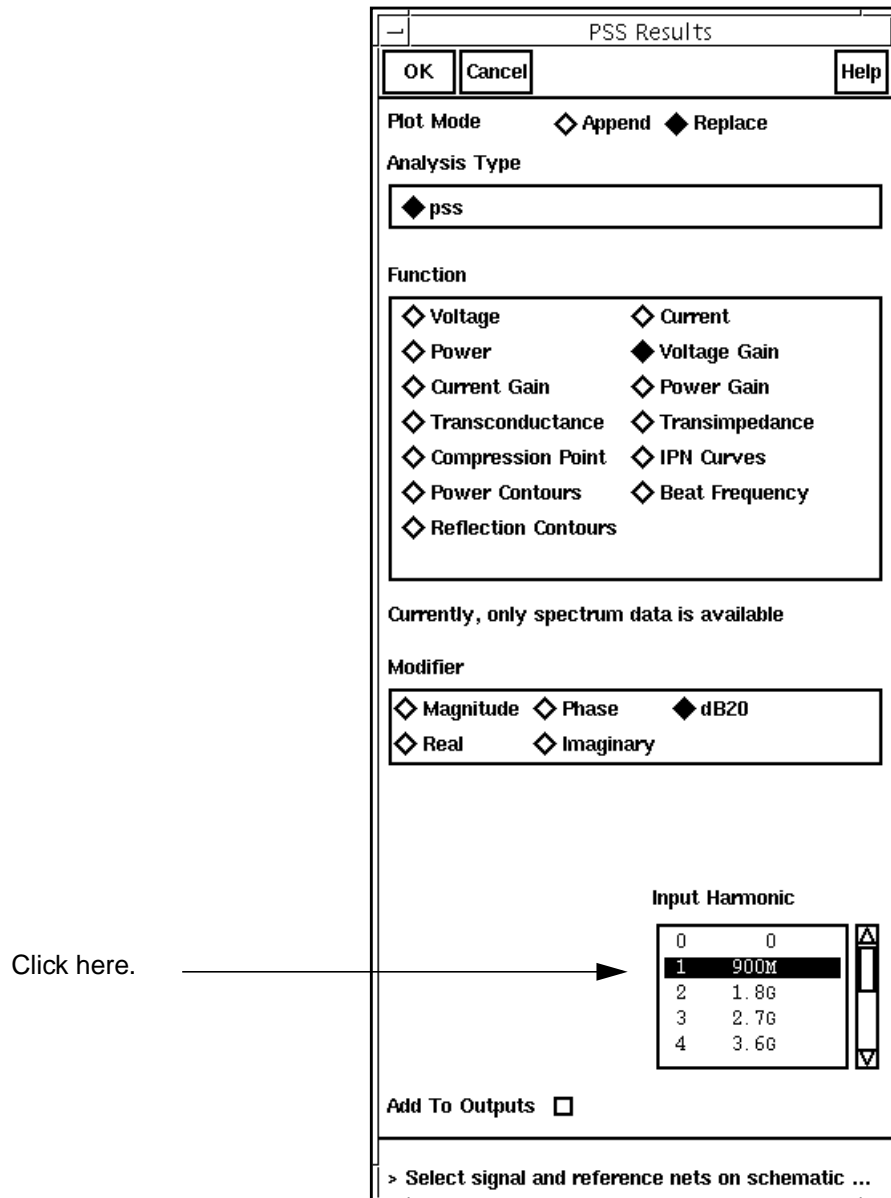 PSS Results
OK Cancel Help
Plot Mode Append Replace
Analysis Type
pss
Function
Voltage Current
Power Voltage Gain
Current Gain Power Gain
Transconductance Transimpedance
Compression Point IPN Curves
Power Contours Beat Frequency
Reflection Contours
Currently, only spectrum data is available
Modifier
Magnitude Phase dB20
Real Imaginary
Input Harmonic
0 0
Click here.
1 900M
2 1.8G
3 2.7G
4 3.6G
Add To Outputs
> Select signal and reference nets on schematic ...